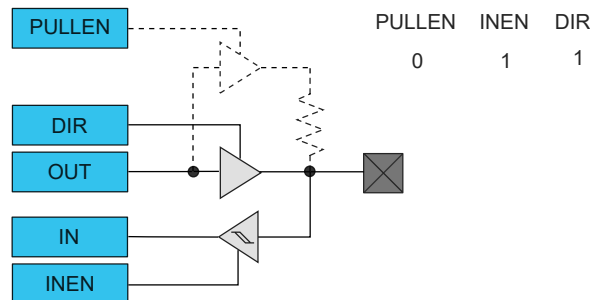 PULLEN
PULLEN INEN DIR
0 1 1
DIR
OUT
IN
INEN